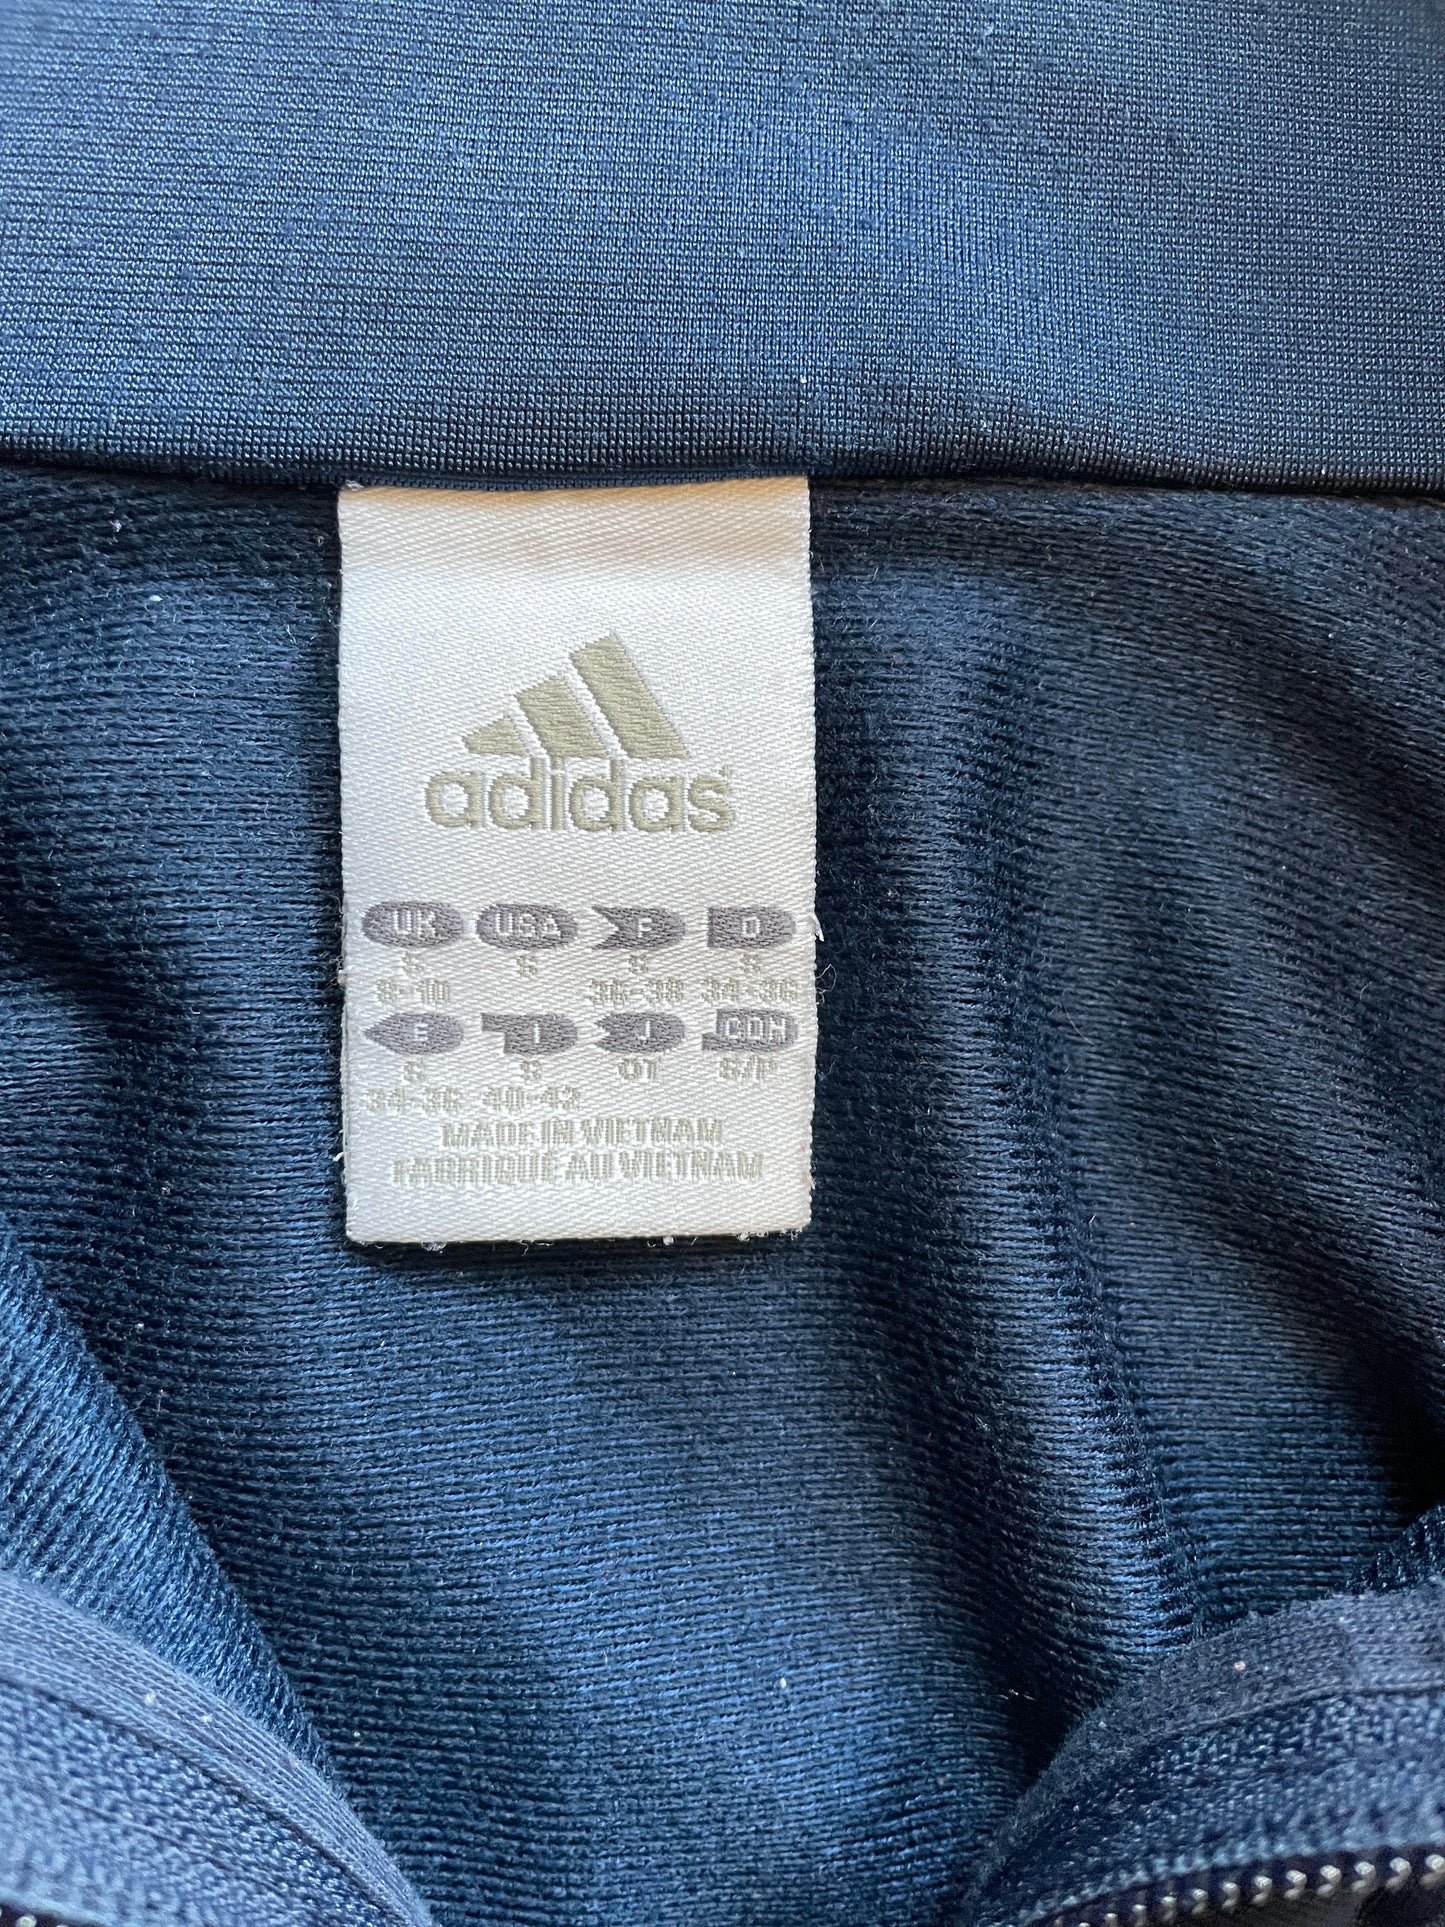 adidas
UK USA F D
S S S S
8-10 36-38 34-36
E I J CDN
S S OT S/P
34-36 40-42
MADE IN VIETNAM
FABRIQUÉ AU VIETNAM